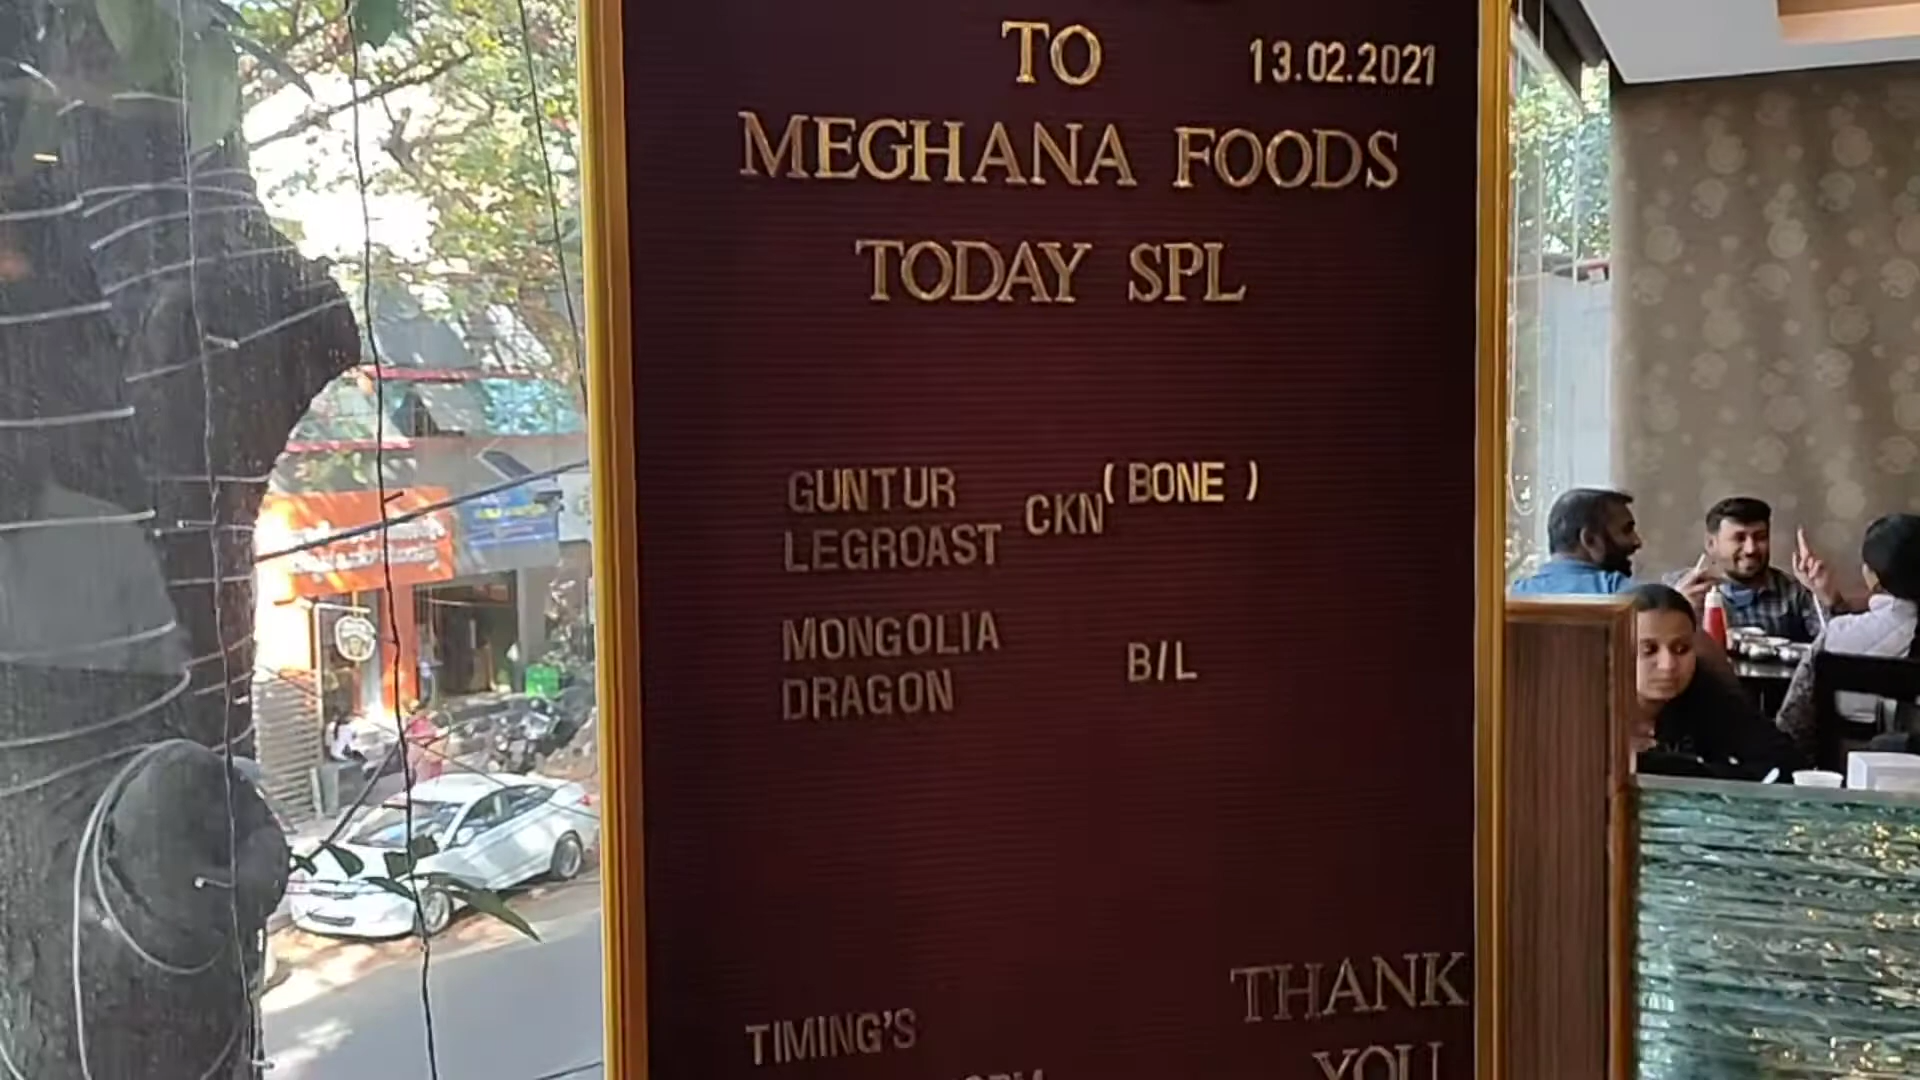 TO 13.02.2021
MEGHANA FOODS
TODAY SPL
GUNTUR
LEGROAST CKN ( BONE )
MONGOLIA
DRAGON B/L
THANK
YOU
TIMING'S